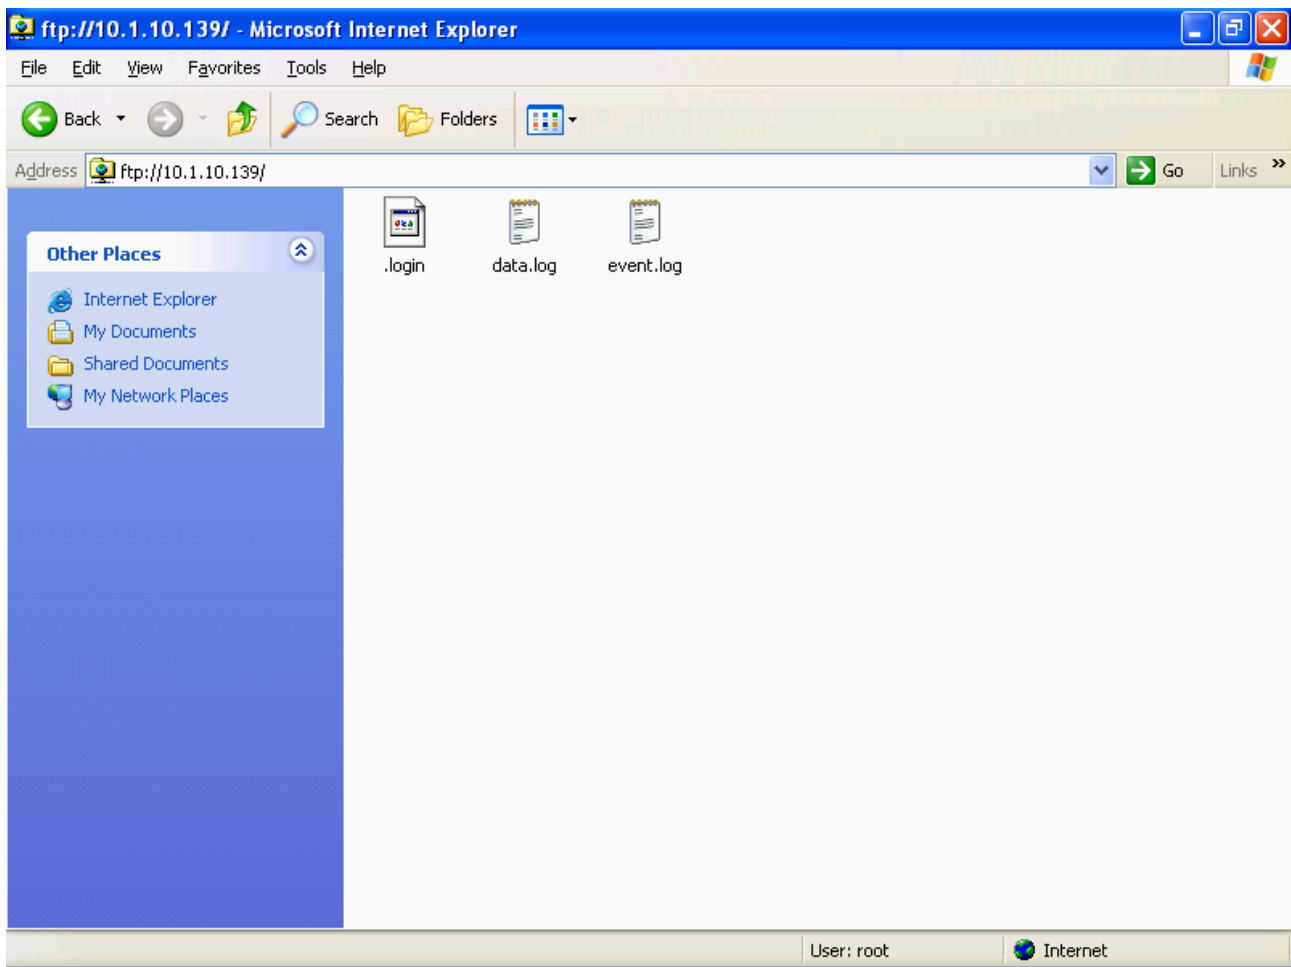 ftp://10.1.10.139/ - Microsoft Internet Explorer
File Edit View Favorites Tools Help
Back Search Folders
Address ftp://10.1.10.139/ Go Links »
.login data.log event.log
Other Places
Internet Explorer
My Documents
Shared Documents
My Network Places
User: root Internet